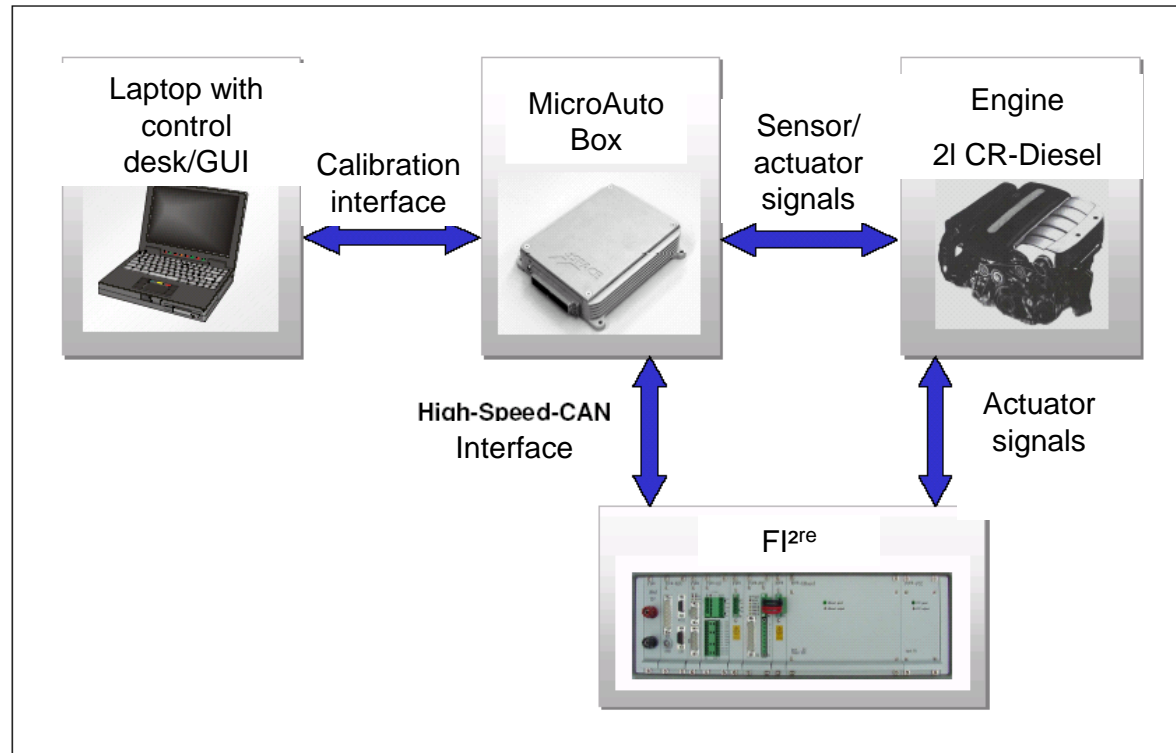 Laptop with
control
desk/GUI
Calibration
interface
MicroAuto
Box
Sensor/
actuator
signals
Engine
2l CR-Diesel
High-Speed-CAN
Interface
Actuator
signals
FI²ʳᵉ